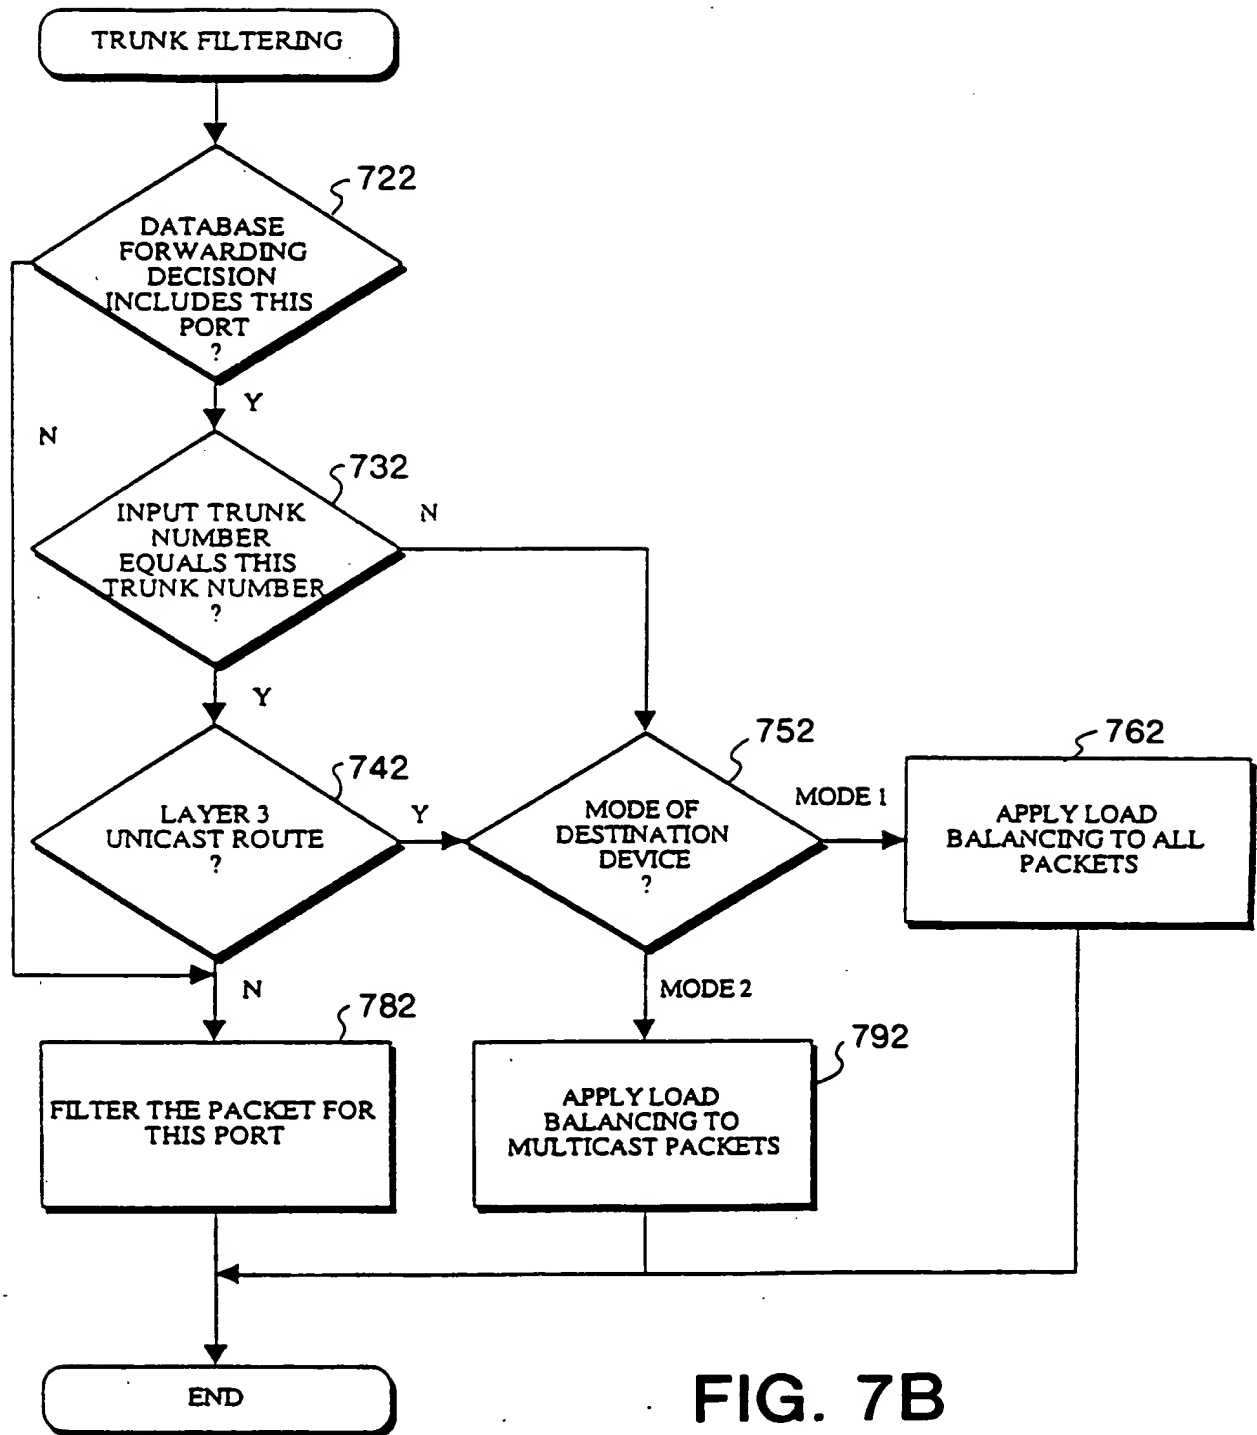 TRUNK FILTERING
722
DATABASE
FORWARDING
DECISION
INCLUDES THIS
PORT
?
Y
N
732
INPUT TRUNK
NUMBER
EQUALS THIS
TRUNK NUMBER
?
N
Y
742
LAYER 3
UNICAST ROUTE
?
Y
752
MODE OF
DESTINATION
DEVICE
?
MODE 1
762
APPLY LOAD
BALANCING TO ALL
PACKETS
N
MODE 2
782
FILTER THE PACKET FOR
THIS PORT
792
APPLY LOAD
BALANCING TO
MULTICAST PACKETS
END
FIG. 7B